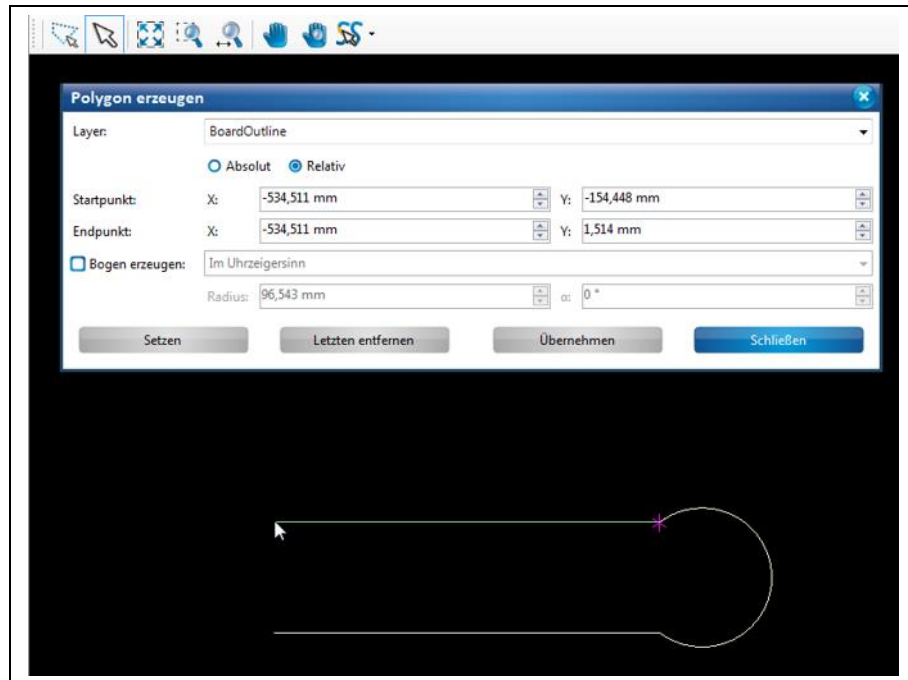 Polygon erzeugen
Layer: BoardOutline
Absolut Relativ
Startpunkt: X: -534,511 mm Y: -154,448 mm
Endpunkt: X: -534,511 mm Y: 1,514 mm
Bogen erzeugen: Im Uhrzeigersinn
Radius: 96,543 mm α: 0 °
Setzen Letzten entfernen Übernehmen Schließen